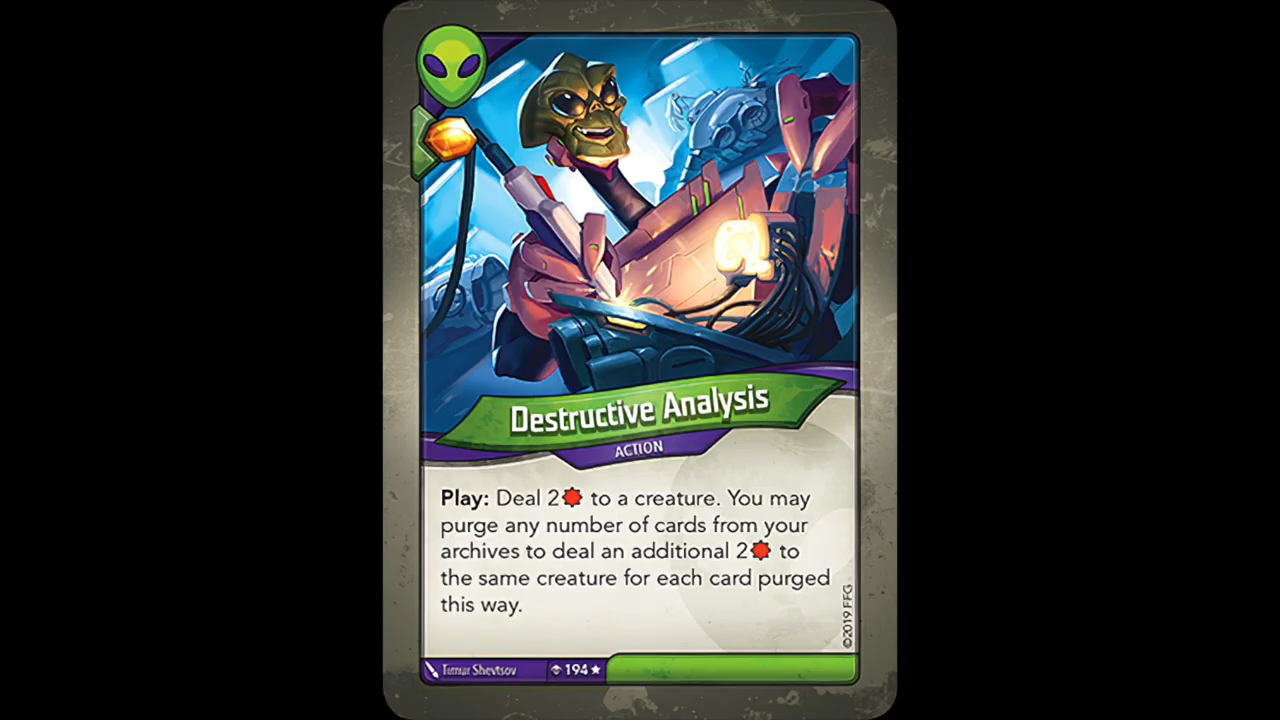 Destructive Analysis
ACTION
Play: Deal 2 to a creature. You may
purge any number of cards from your
archives to deal an additional 2 to
the same creature for each card purged
this way.
©2019 FFG
Shevtsov
194